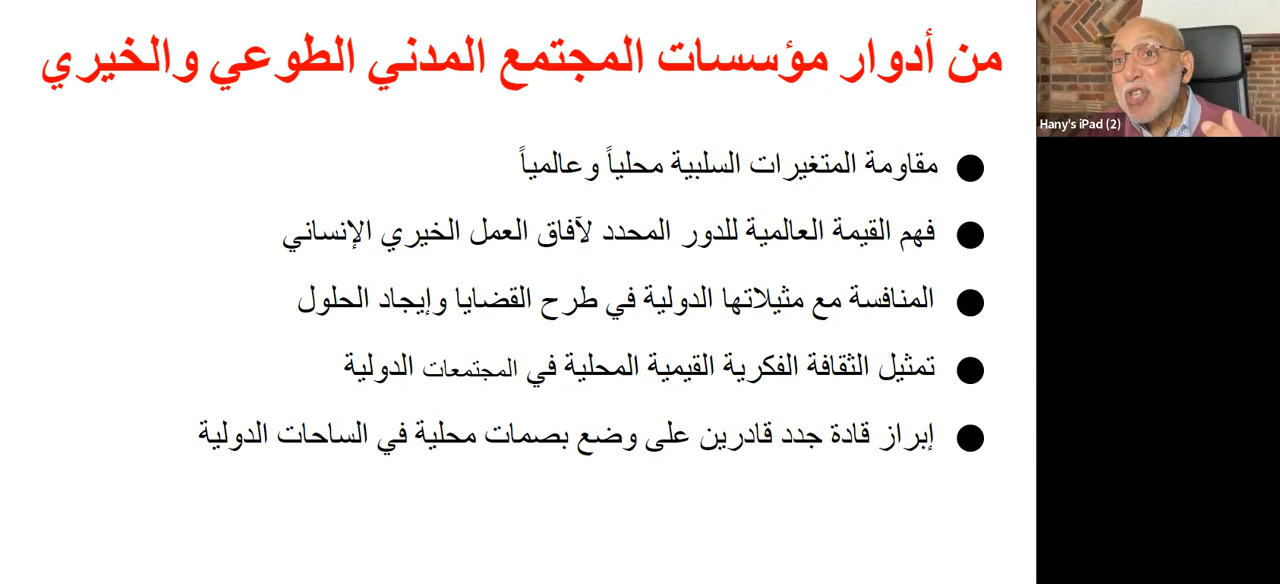 من أدوار مؤسسات المجتمع المدني الطوعي والخيري
● مقاومة المتغيرات السلبية محلياً وعالمياً
● فهم القيمة العالمية للدور المحدد لآفاق العمل الخيري الإنساني
● المنافسة مع مثيلاتها الدولية في طرح القضايا وإيجاد الحلول
● تمثيل الثقافة الفكرية القيمية المحلية في المجتمعات الدولية
● إبراز قادة جدد قادرين على وضع بصمات محلية في الساحات الدولية
Hany's iPad (2)